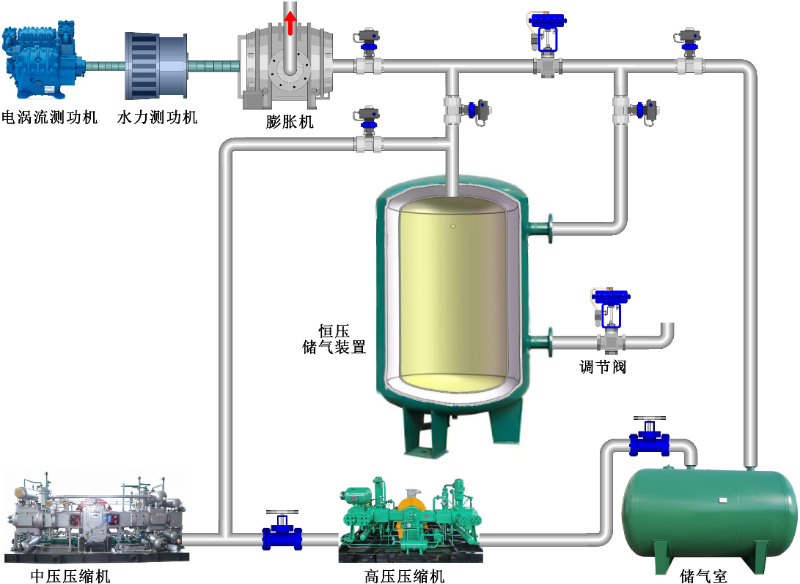 电涡流测功机
水力测功机
膨胀机
恒压
储气装置
调节阀
中压压缩机
高压压缩机
储气室